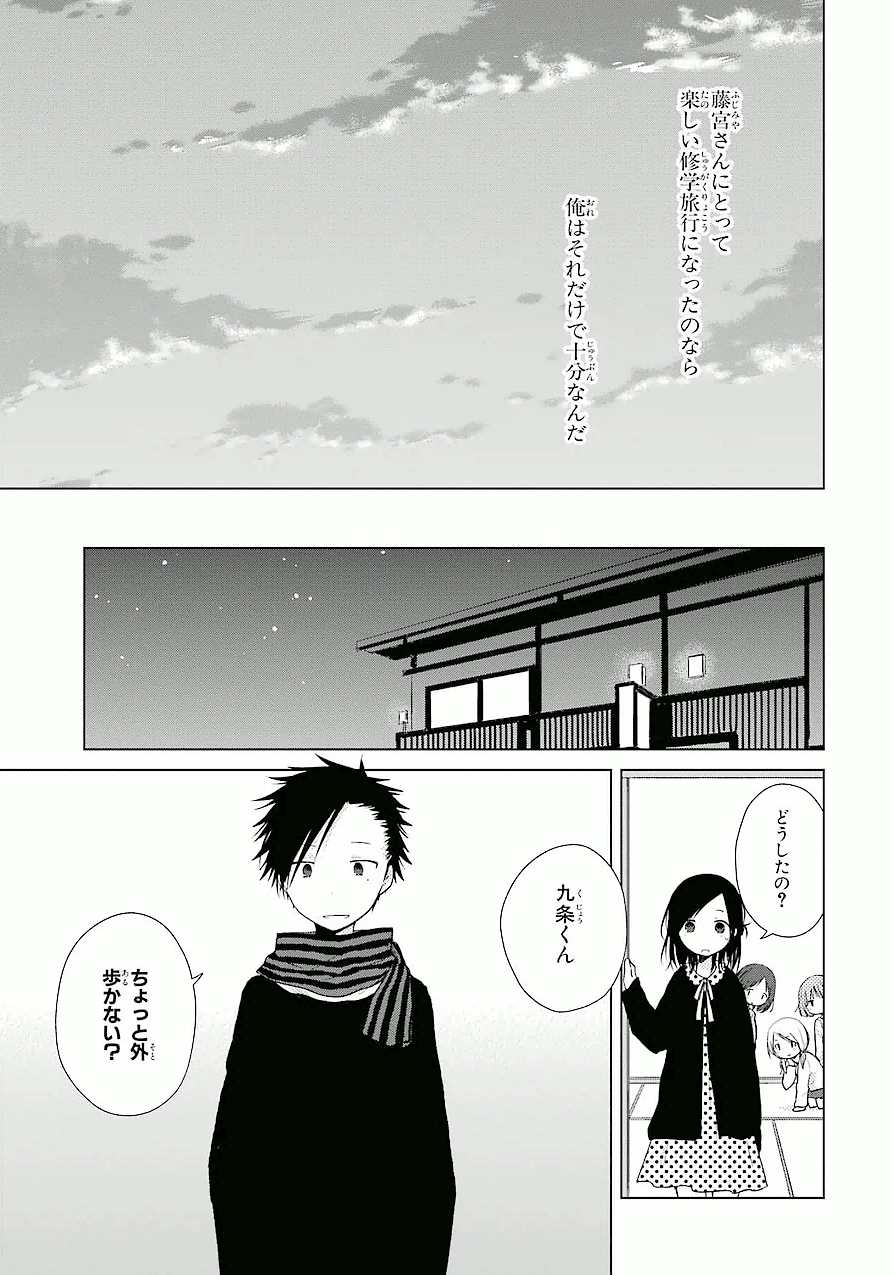 藤宮さんにとって
楽しい修学旅行になったのなら
俺はそれだけで十分なんだ
どうしたの？
九条くん
ちょっと外
歩かない？